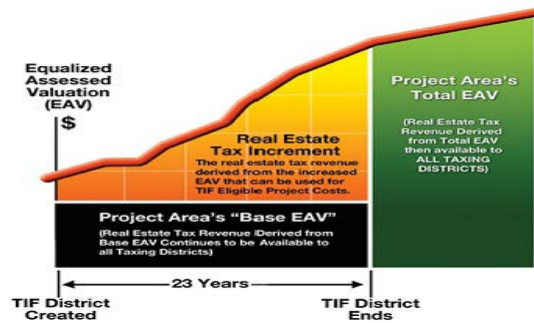 Equalized
Assessed
Valuation
(EAV)
$
Real Estate
Tax Increment
The real estate tax revenue
derived from the increased
EAV that can be used for
TIF Eligible Project Costs.
Project Area's
Total EAV
(Real Estate Tax
Revenue Derived
from Total EAV
then available to
ALL TAXING
DISTRICTS)
Project Area's “Base EAV”
(Real Estate Tax Revenue Derived from
Base EAV Continues to be Available to
all Taxing Districts)
23 Years
TIF District
Created
TIF District
Ends